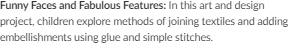 Funny Faces and Fabulous Features: In this art and design
project, children explore methods of joining textiles and adding
embellishments using glue and simple stitches.